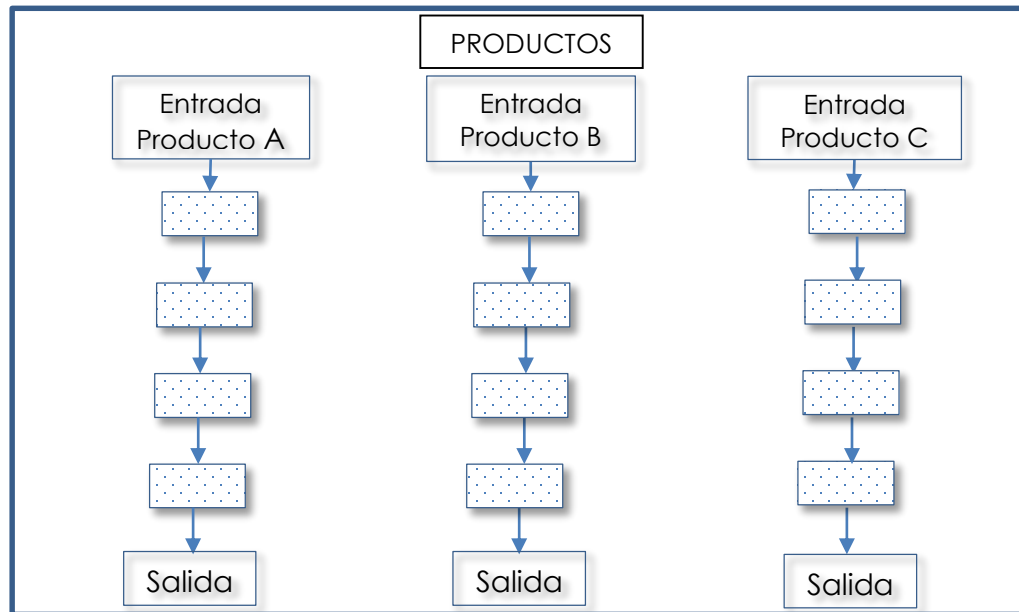 PRODUCTOS
Entrada
Producto A
Entrada
Producto B
Entrada
Producto C
Salida
Salida
Salida